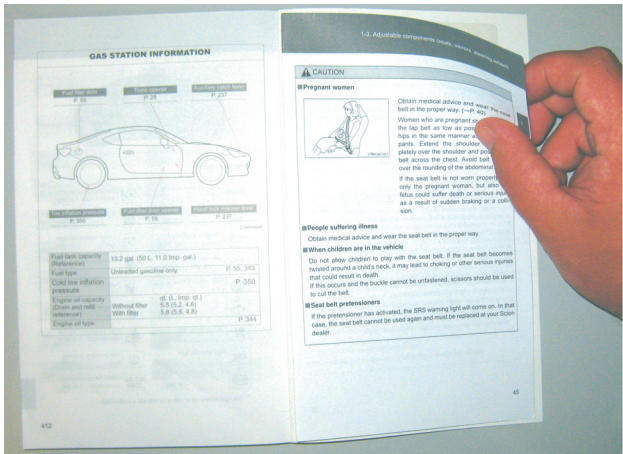 GAS STATION INFORMATION
Fuel filler door
P. 55
Trunk opener
P. 28
Auxiliary catch lever
P. 237
Tire inflation pressure
P. 350
Fuel filler door opener
P. 55
Hood lock release lever
P. 237
Fuel tank capacity
(Reference)
13.2 gal. (50 L, 11.0 Imp. gal.)
Fuel type
Unleaded gasoline only
P. 55, 343
Cold tire inflation
pressure
P. 350
Engine oil capacity
(Drain and refill
reference)
qt. (L, Imp. qt.)
Without filter 5.5 (5.2, 4.6)
With filter 5.8 (5.5, 4.8)
Engine oil type
P. 344
412
1-3. Adjustable components (seats, mirrors, steering wheel)
CAUTION
■Pregnant women
Obtain medical advice and wear the seat
belt in the proper way. (→P. 40)
Women who are pregnant
the lap belt as low as
hips in the same manner
pants. Extend the shoulder
pletely over the shoulder and
belt across the chest. Avoid belt
over the rounding of the abdominal
If the seat belt is not worn
only the pregnant woman, but also
fetus could suffer death or serious
as a result of sudden braking or a
sion.
■People suffering illness
Obtain medical advice and wear the seat belt in the proper way.
■When children are in the vehicle
Do not allow children to play with the seat belt. If the seat belt becomes
twisted around a child's neck, it may lead to choking or other serious injuries
that could result in death.
If this occurs and the buckle cannot be unfastened, scissors should be used
to cut the belt.
■Seat belt pretensioners
If the pretensioner has activated, the SRS warning light will come on. In that
case, the seat belt cannot be used again and must be replaced at your Scion
dealer.
45